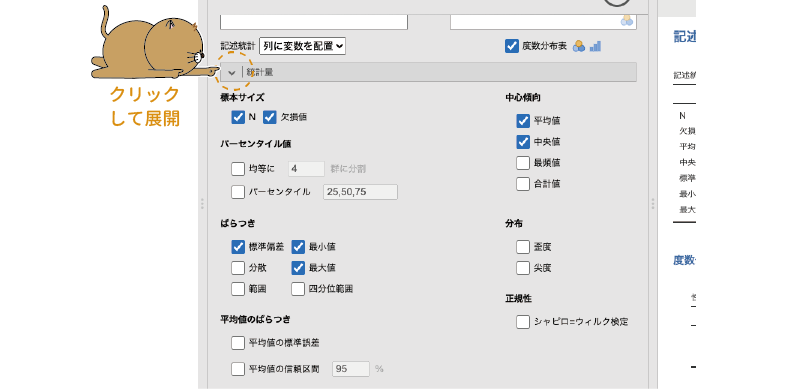 記述統計 列に変数を配置
度数分布表
統計量
クリック
して展開
標本サイズ
N 欠損値
パーセンタイル値
均等に 4 群に分割
パーセンタイル 25,50,75
ばらつき
標準偏差 最小値
分散 最大値
範囲 四分位範囲
平均値のばらつき
平均値の標準誤差
平均値の信頼区間 95 %
中心傾向
平均値
中央値
最頻値
合計値
分布
歪度
尖度
正規性
シャピロ=ウィルク検定
記述
記述統
N
欠損
平均
中央
標準
最小
最大
度数